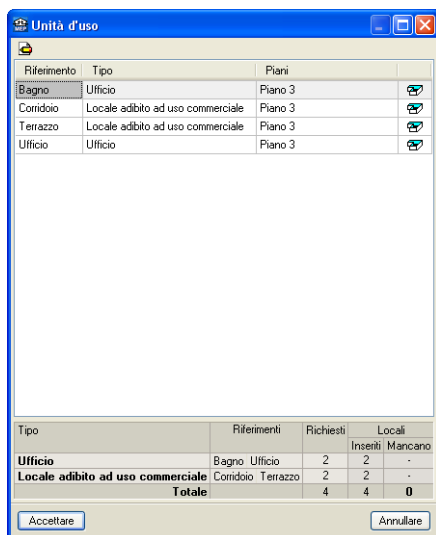 Unità d'uso
Riferimento Tipo Piani
Bagno Ufficio Piano 3
Corridoio Locale adibito ad uso commerciale Piano 3
Terrazzo Locale adibito ad uso commerciale Piano 3
Ufficio Ufficio Piano 3
Tipo Riferimenti Richiesti Locali
Inseriti Mancano
Ufficio Bagno Ufficio 2 2 -
Locale adibito ad uso commerciale Corridoio Terrazzo 2 2 -
Totale 4 4 0
Accettare Annullare